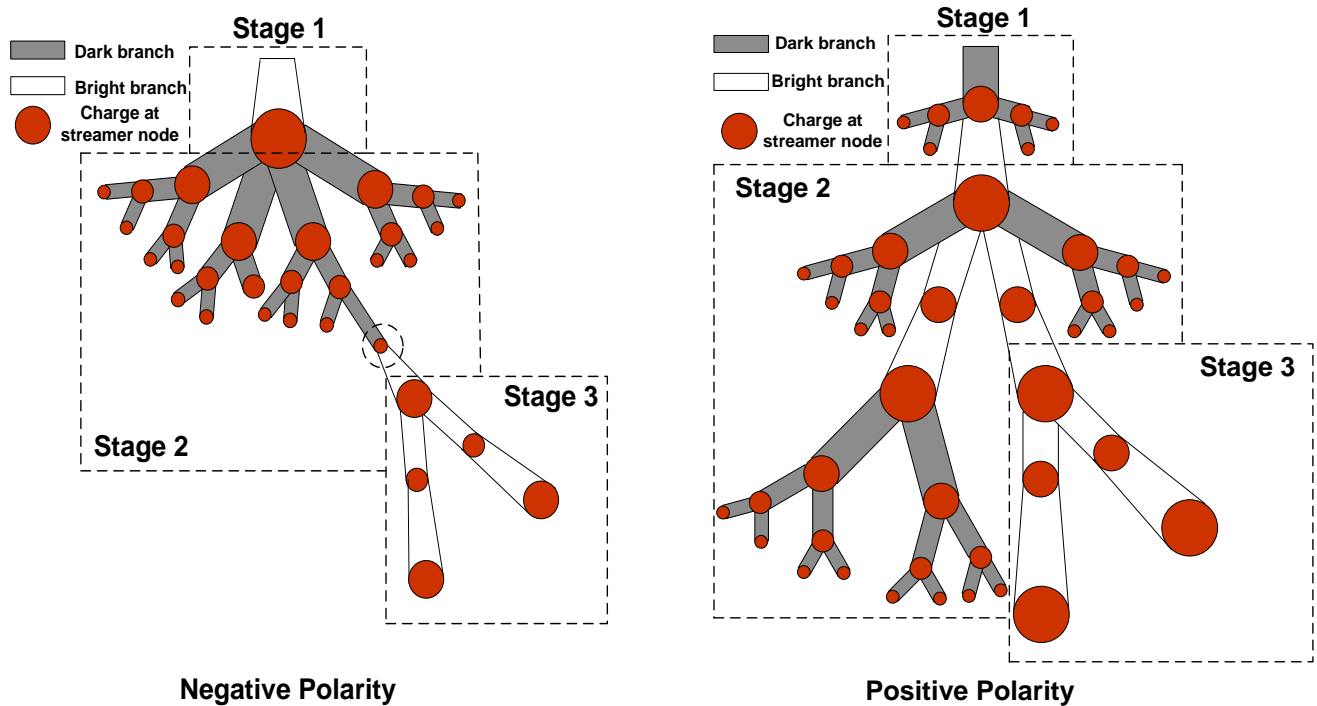 Stage 1
Dark branch
Bright branch
Charge at
streamer node
Stage 2
Stage 3
Negative Polarity
Stage 1
Dark branch
Bright branch
Charge at
streamer node
Stage 2
Stage 3
Positive Polarity